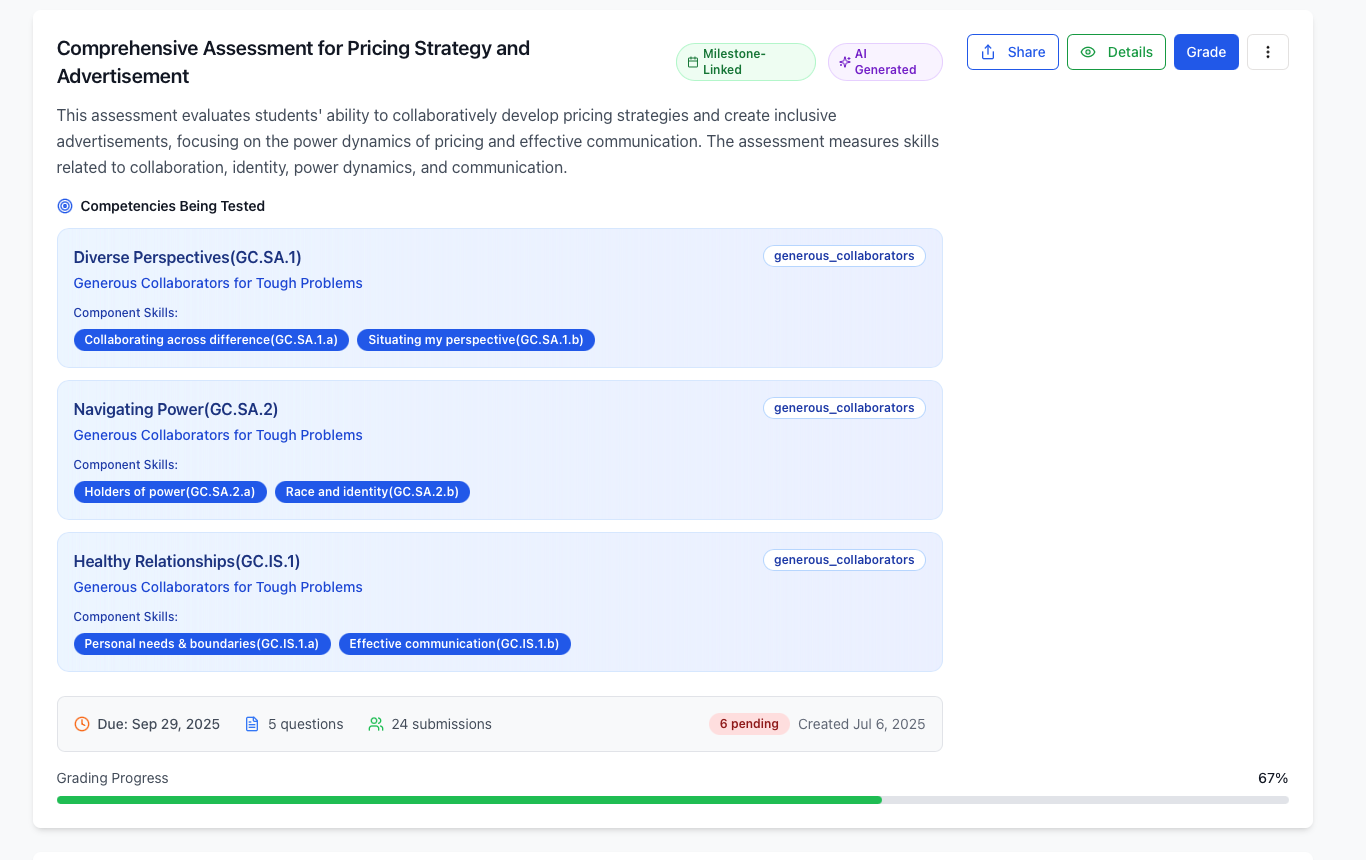 Comprehensive Assessment for Pricing Strategy and
Advertisement
Milestone-
Linked
AI
Generated
Share
Details
Grade
This assessment evaluates students' ability to collaboratively develop pricing strategies and create inclusive
advertisements, focusing on the power dynamics of pricing and effective communication. The assessment measures skills
related to collaboration, identity, power dynamics, and communication.
Competencies Being Tested
Diverse Perspectives(GC.SA.1)
generous_collaborators
Generous Collaborators for Tough Problems
Component Skills:
Collaborating across difference(GC.SA.1.a)
Situating my perspective(GC.SA.1.b)
Navigating Power(GC.SA.2)
generous_collaborators
Generous Collaborators for Tough Problems
Component Skills:
Holders of power(GC.SA.2.a)
Race and identity(GC.SA.2.b)
Healthy Relationships(GC.IS.1)
generous_collaborators
Generous Collaborators for Tough Problems
Component Skills:
Personal needs & boundaries(GC.IS.1.a)
Effective communication(GC.IS.1.b)
Due: Sep 29, 2025
5 questions
24 submissions
6 pending
Created Jul 6, 2025
Grading Progress
67%